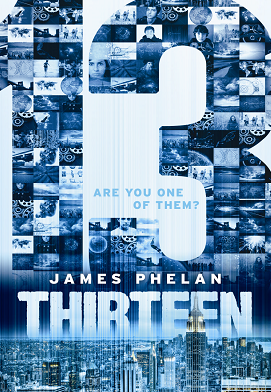 13
ARE YOU ONE
OF THEM?
JAMES PHELAN
THIRTEEN